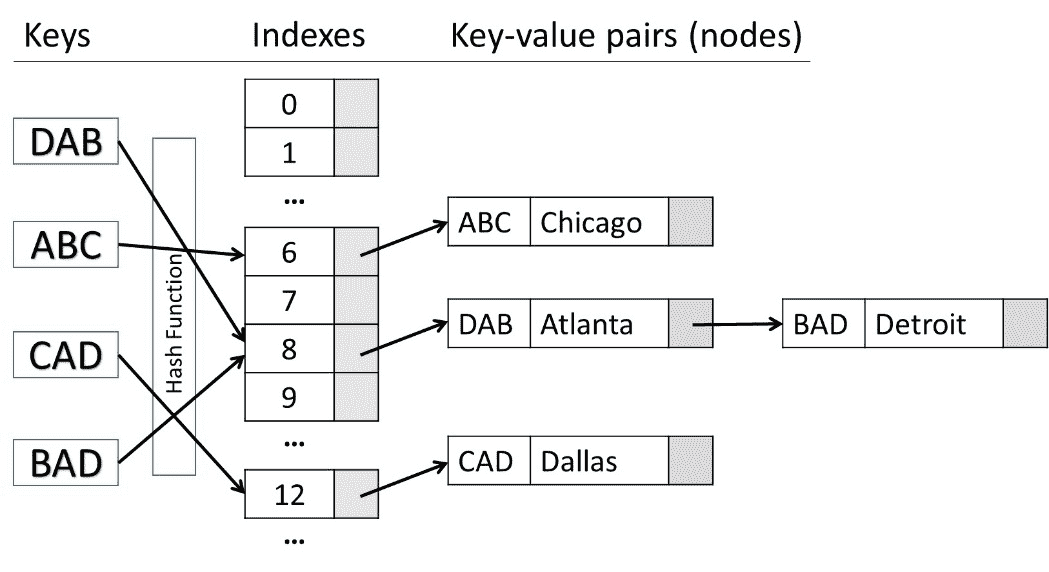 Keys Indexes Key-value pairs (nodes)
DAB
ABC
CAD
BAD
Hash Function
0
1
...
6
7
8
9
...
12
...
ABC Chicago
DAB Atlanta
BAD Detroit
CAD Dallas